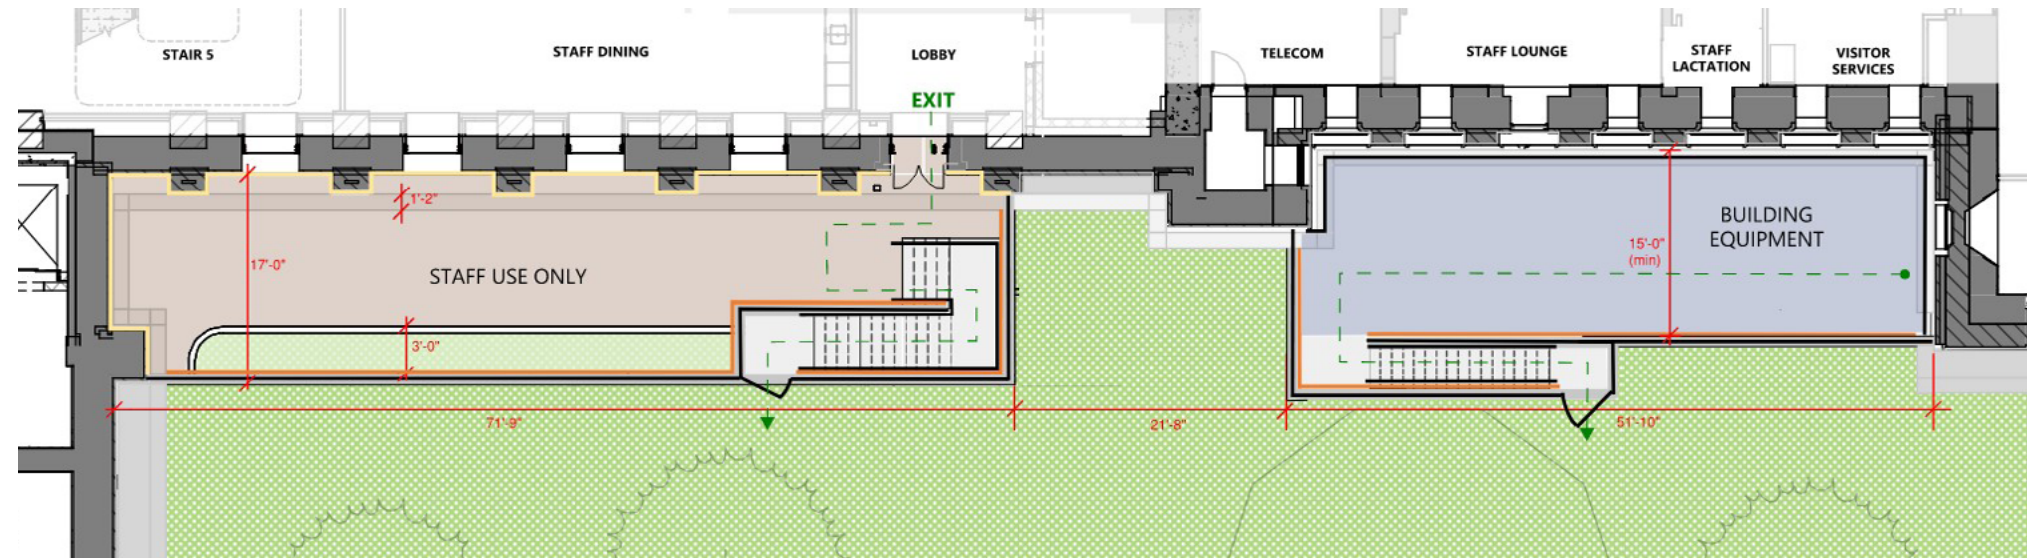 STAIR 5
STAFF DINING
LOBBY
TELECOM
STAFF LOUNGE
STAFF
LACTATION
VISITOR
SERVICES
EXIT
1'-2"
17'-0"
STAFF USE ONLY
3'-0"
BUILDING
EQUIPMENT
15'-0"
(min)
71'-9"
21'-8"
51'-10"